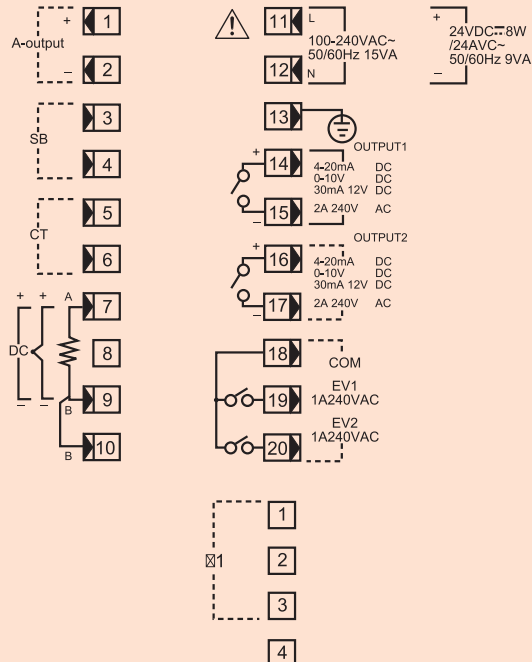 A-output
+ 1
− 2
SB
3
4
CT
5
6
+ + A 7
DC
8
− − B 9
B 10
11 L
100-240VAC~
50/60Hz 15VA
12 N
+
24VDC⎓8W
/24AVC~
50/60Hz 9VA
−
13
OUTPUT1
+ 14
4-20mA DC
0-10V DC
30mA 12V DC
− 15
2A 240V AC
OUTPUT2
+ 16
4-20mA DC
0-10V DC
30mA 12V DC
− 17
2A 240V AC
18
COM
19
EV1
1A240VAC
20
EV2
1A240VAC
1
1
2
3
4